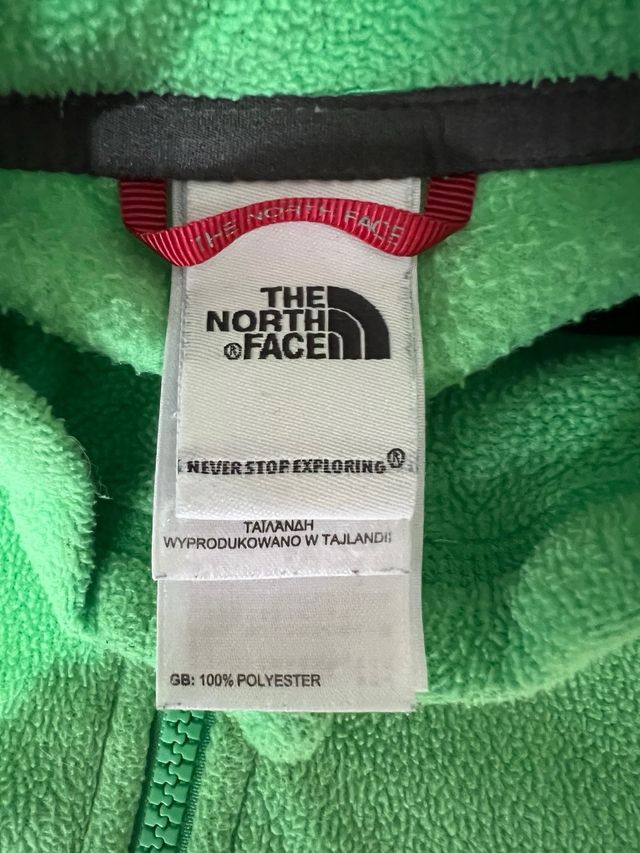 THE NORTH FACE
THE
NORTH
®FACE
NEVER STOP EXPLORING®
ΤΑΪΛΑΝΔΗ
WYPRODUKOWANO W TAJLANDII
GB: 100% POLYESTER